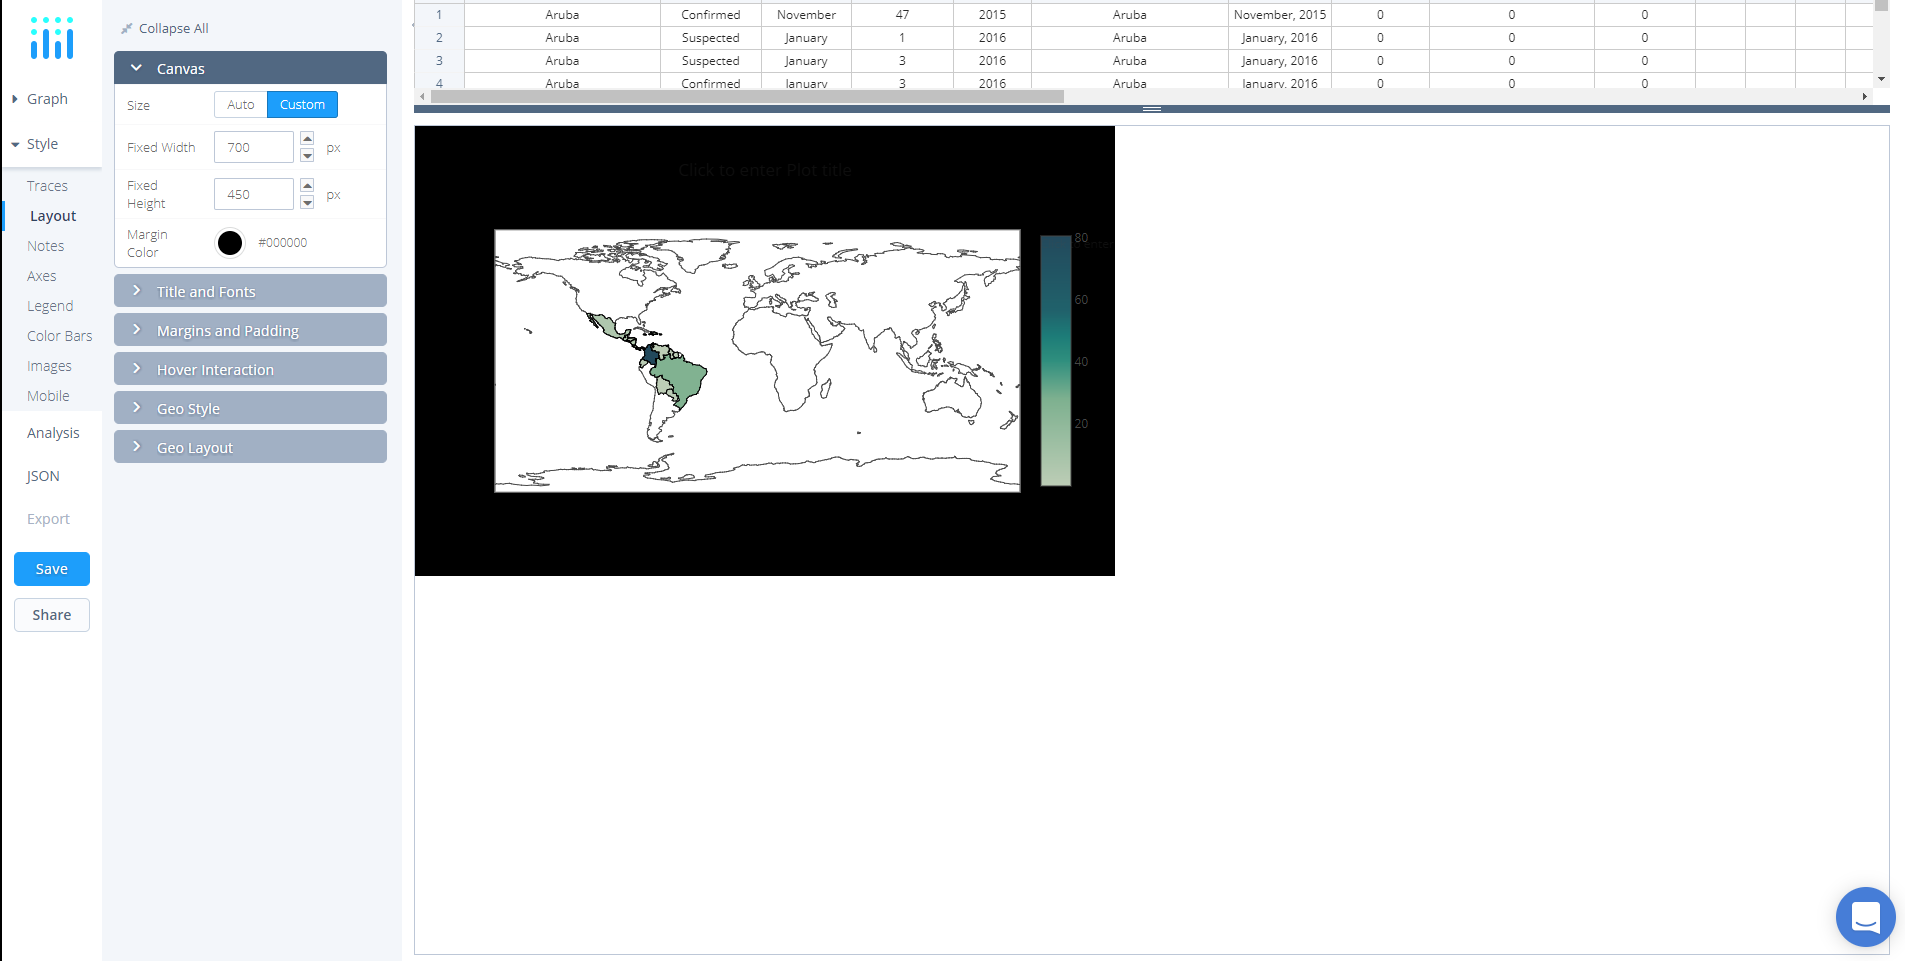 Collapse All
Graph
Style
Traces
Layout
Notes
Axes
Legend
Color Bars
Images
Mobile
Analysis
JSON
Export
Save
Share
Canvas
Size Auto Custom
Fixed Width 700 px
Fixed Height 450 px
Margin Color #000000
Title and Fonts
Margins and Padding
Hover Interaction
Geo Style
Geo Layout
1 Aruba Confirmed November 47 2015 Aruba November, 2015 0 0 0
2 Aruba Suspected January 1 2016 Aruba January, 2016 0 0 0
3 Aruba Suspected January 3 2016 Aruba January, 2016 0 0 0
4 Aruba Confirmed January 3 2016 Aruba January, 2016 0 0 0
Click to enter Plot title
80
60
40
20